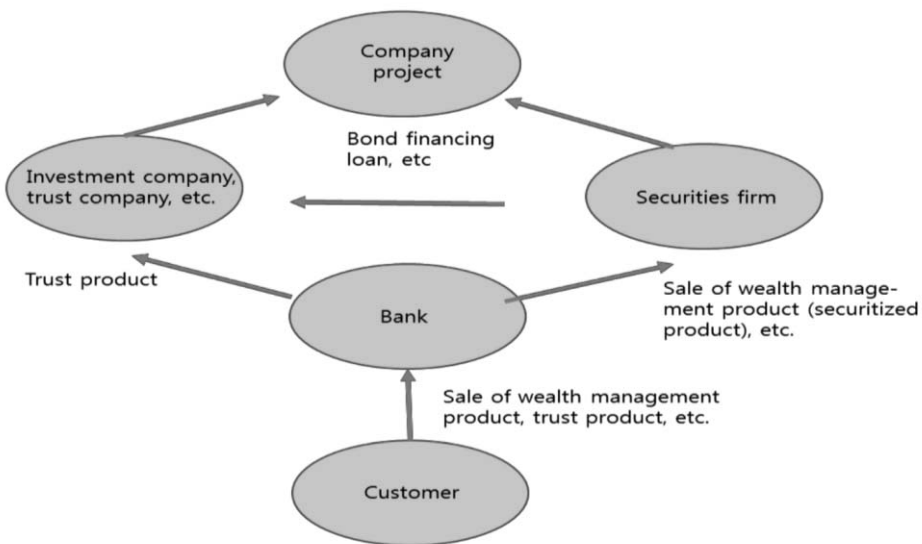 Company
project
Bond financing
loan, etc
Investment company,
trust company, etc.
Securities firm
Trust product
Bank
Sale of wealth manage-
ment product (securitized
product), etc.
Sale of wealth management
product, trust product, etc.
Customer